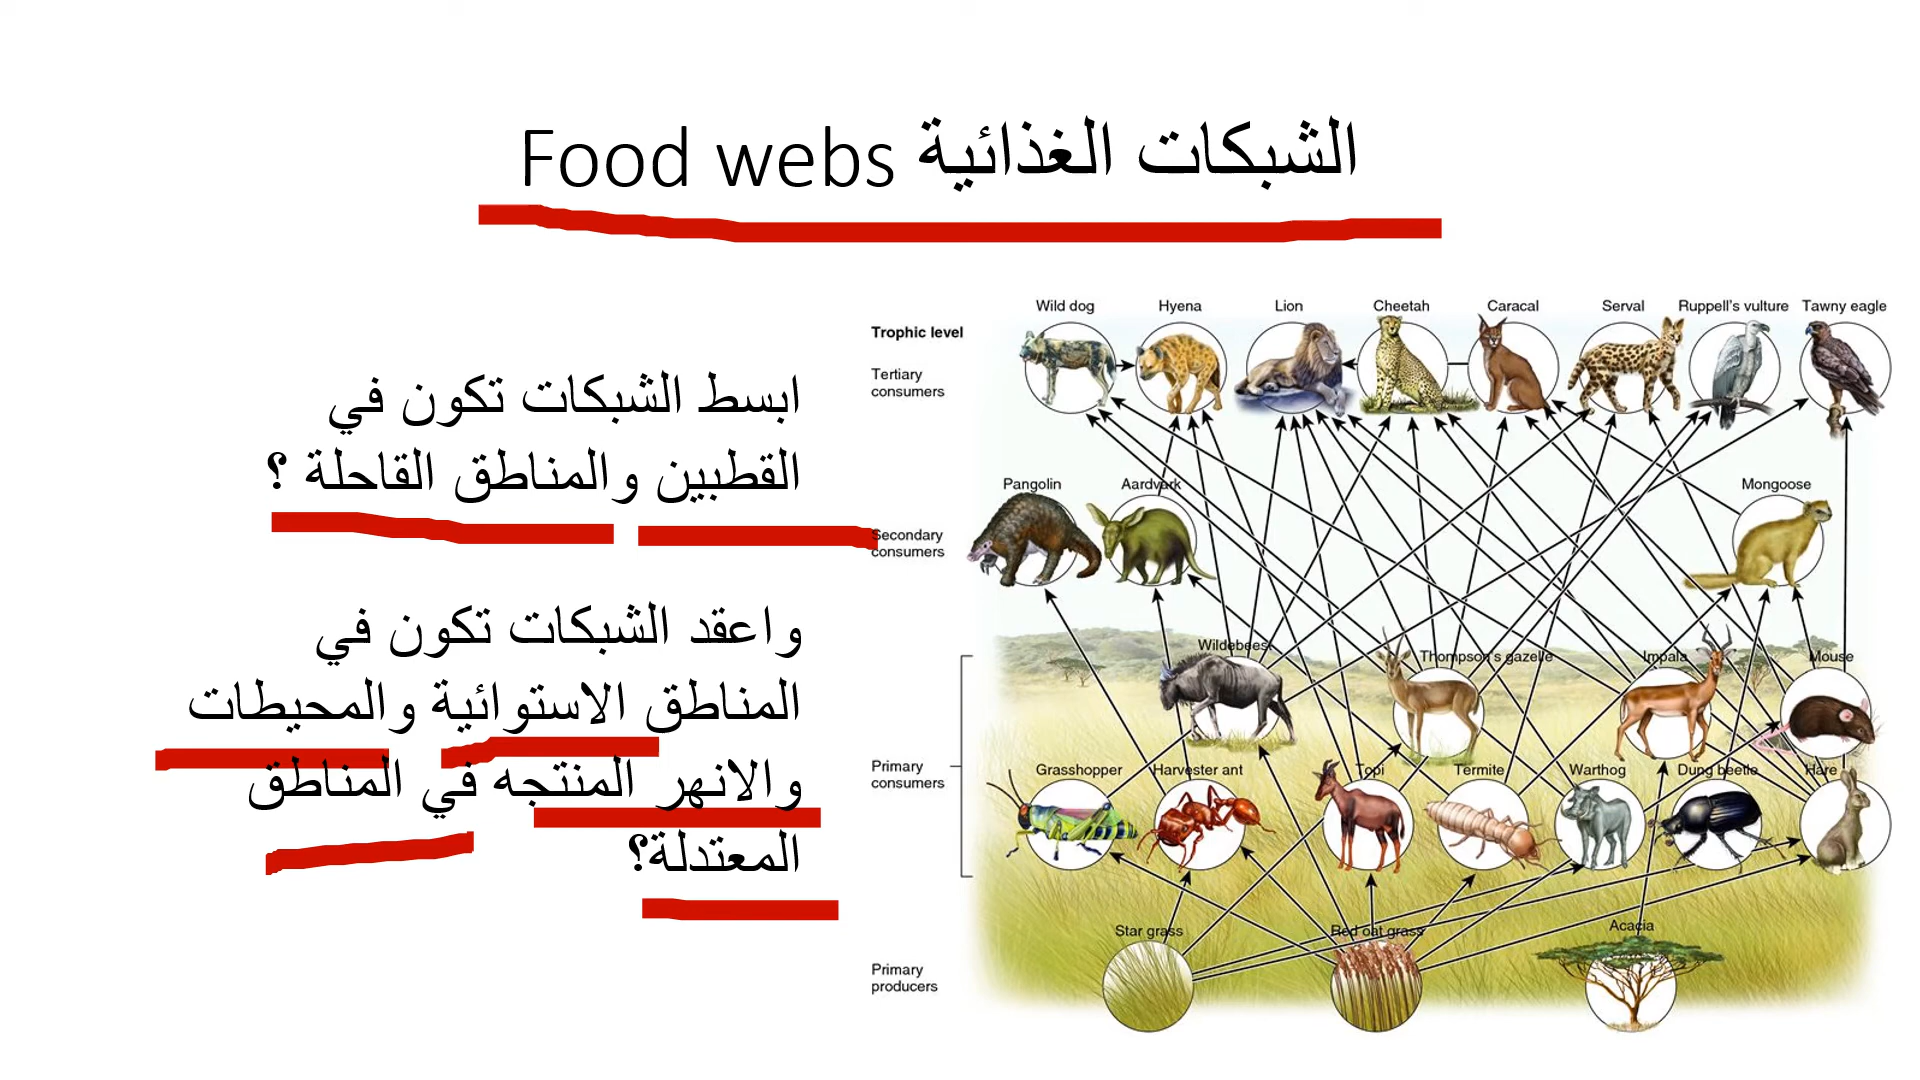 الشبكات الغذائية Food webs
ابسط الشبكات تكون في
القطبين والمناطق القاحلة ؟
واعقد الشبكات تكون في
المناطق الاستوائية والمحيطات
والانهر المنتجه في المناطق
المعتدلة؟
Wild dog Hyena Lion Cheetah Caracal Serval Ruppell's vulture Tawny eagle
Trophic level
Tertiary
consumers
Pangolin Aardvark Mongoose
Secondary
consumers
Wildebeest Thompson's gazelle Impala Mouse
Primary
consumers
Grasshopper Harvester ant Topi Termite Warthog Dung beetle Hare
Star grass Red oat grass Acacia
Primary
producers